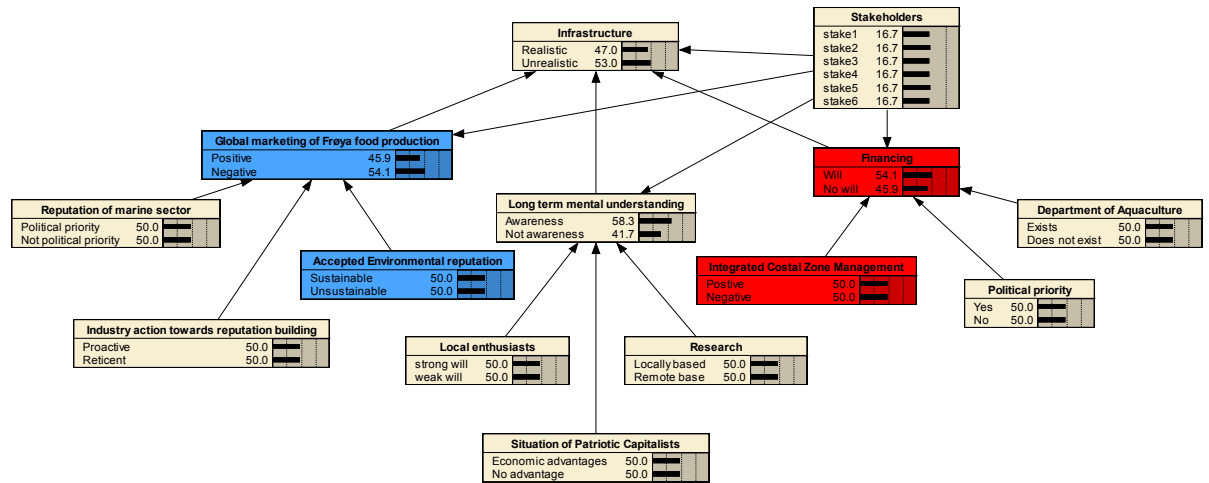 Infrastructure
Realistic 47.0
Unrealistic 53.0
Stakeholders
stake1 16.7
stake2 16.7
stake3 16.7
stake4 16.7
stake5 16.7
stake6 16.7
Global marketing of Frøya food production
Positive 45.9
Negative 54.1
Financing
Will 54.1
No will 45.9
Reputation of marine sector
Political priority 50.0
Not political priority 50.0
Long term mental understanding
Awareness 58.3
Not awareness 41.7
Department of Aquaculture
Exists 50.0
Does not exist 50.0
Accepted Environmental reputation
Sustainable 50.0
Unsustainable 50.0
Integrated Costal Zone Management
Postive 50.0
Negative 50.0
Political priority
Yes 50.0
No 50.0
Industry action towards reputation building
Proactive 50.0
Reticent 50.0
Local enthusiasts
strong will 50.0
weak will 50.0
Research
Locally based 50.0
Remote base 50.0
Situation of Patriotic Capitalists
Economic advantages 50.0
No advantage 50.0